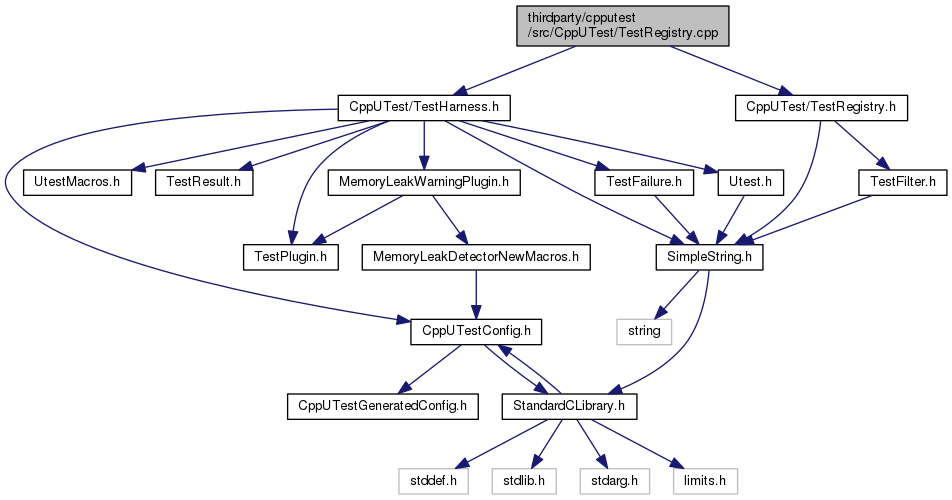 thirdparty/cpputest
/src/CppUTest/TestRegistry.cpp
CppUTest/TestHarness.h
CppUTest/TestRegistry.h
UtestMacros.h
TestResult.h
MemoryLeakWarningPlugin.h
TestFailure.h
Utest.h
TestFilter.h
TestPlugin.h
MemoryLeakDetectorNewMacros.h
SimpleString.h
CppUTestConfig.h
string
CppUTestGeneratedConfig.h
StandardCLibrary.h
stddef.h
stdlib.h
stdarg.h
limits.h